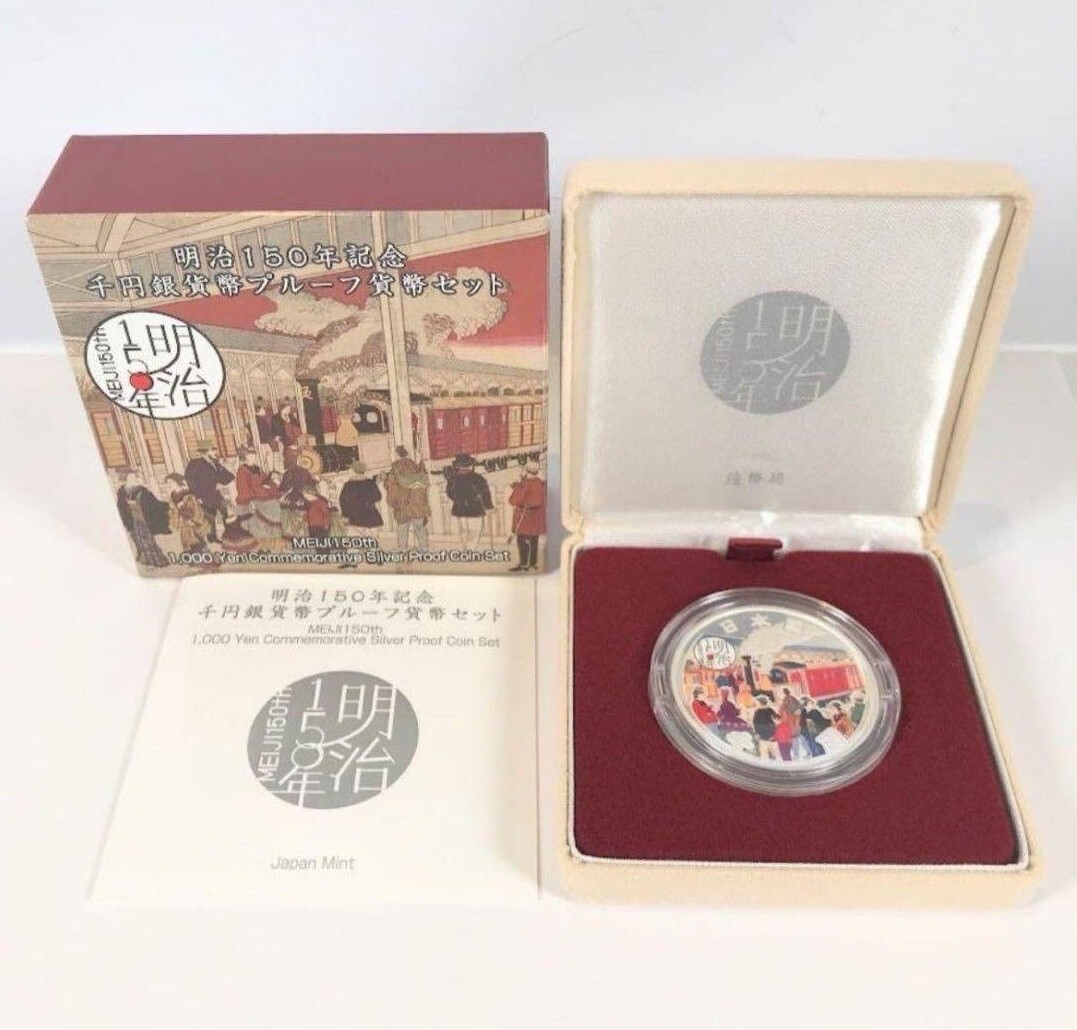 明治150年記念
千円銀貨幣プルーフ貨幣セット
MEIJI150th
明治
150年
MEIJI150th
1,000 Yen Commemorative Silver Proof Coin Set
明治150年記念
千円銀貨幣プルーフ貨幣セット
MEIJI150th
1,000 Yen Commemorative Silver Proof Coin Set
MEIJI150th
明治
150年
Japan Mint
MEIJI150th
明治
150年
造幣局
日本国
明治